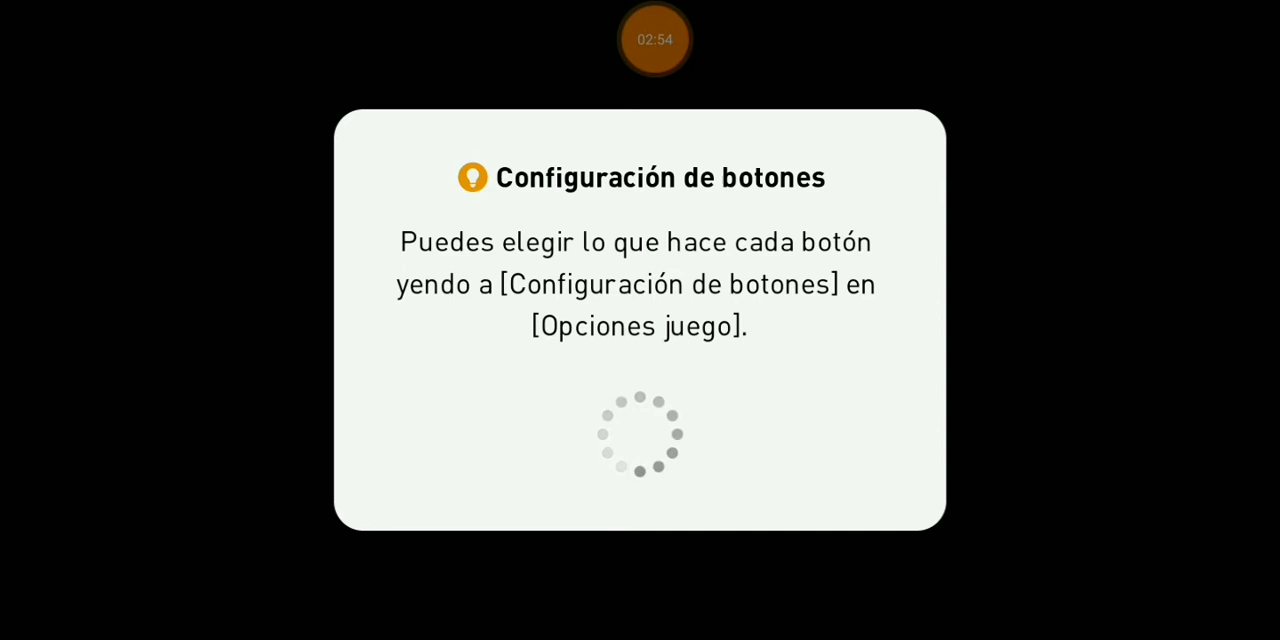 02:54
Configuración de botones
Puedes elegir lo que hace cada botón
yendo a [Configuración de botones] en
[Opciones juego].